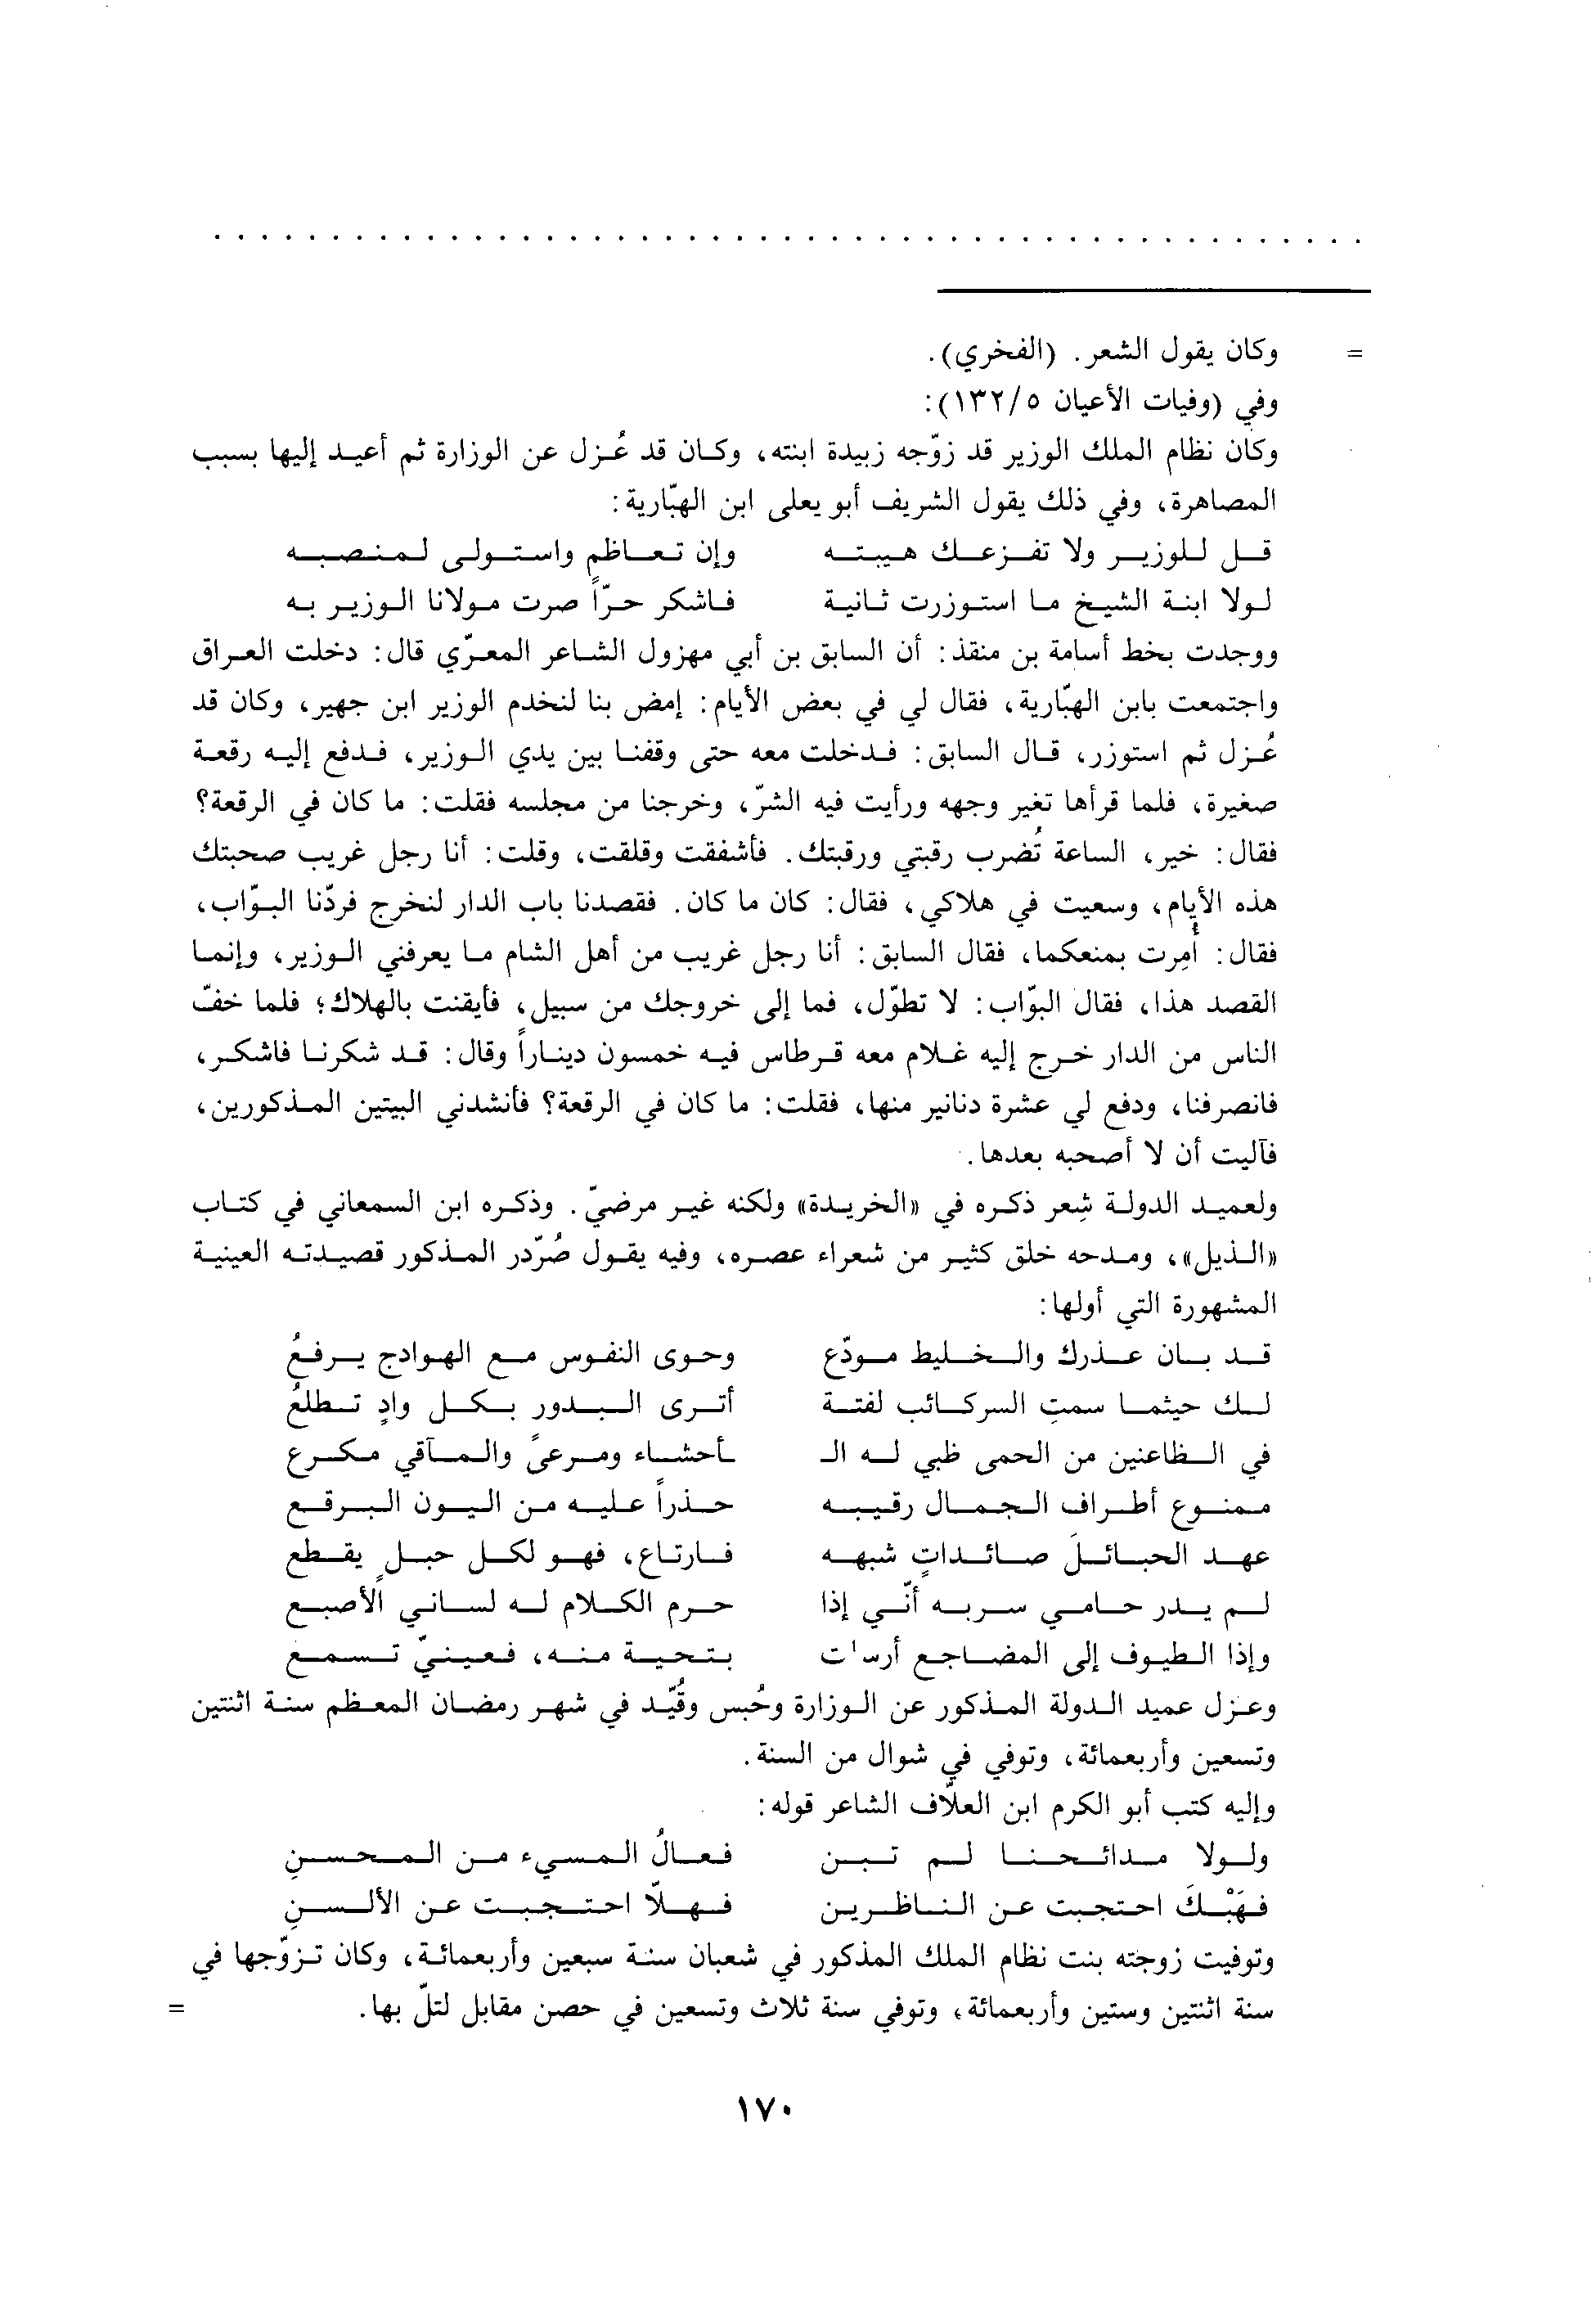 . . . . . . . . . . . . . . . . . . . . . . . . . . . . . . . . . . . . . . . . . . . . . . . . .
= وكان يقول الشعر. (الفخري).
وفي (وفيات الأعيان ١٣٢/٥):
وكان نظام الملك الوزير قد زوّجه زبيدة ابنته، وكان قد عُزل عن الوزارة ثم أعيد إليها بسبب
المصاهرة، وفي ذلك يقول الشريف أبو يعلى ابن الهبّارية:
قل للوزير ولا تفزعك هيبته وإن تعاظم واستولى لمنصبه
لولا ابنة الشيخ ما استوزرت ثانية فاشكر حرّاً صرت مولانا الوزير به
ووجدت بخط أسامة بن منقذ: أن السابق بن أبي مهزول الشاعر المعرّي قال: دخلت العراق
واجتمعت بابن الهبّارية، فقال لي في بعض الأيام: إمض بنا لنخدم الوزير ابن جهير، وكان قد
عُزل ثم استوزر، قال السابق: فدخلت معه حتى وقفنا بين يدي الوزير، فدفع إليه رقعة
صغيرة، فلما قرأها تغير وجهه ورأيت فيه الشرّ، وخرجنا من مجلسه فقلت: ما كان في الرقعة؟
فقال: خير، الساعة تُضرب رقبتي ورقبتك. فأشفقت وقلقت، وقلت: أنا رجل غريب صحبتك
هذه الأيام، وسعيت في هلاكي، فقال: كان ما كان. فقصدنا باب الدار لنخرج فردّنا البوّاب،
فقال: أُمِرت بمنعكما، فقال السابق: أنا رجل غريب من أهل الشام ما يعرفني الوزير، وإنما
القصد هذا، فقال البوّاب: لا تطوّل، فما إلى خروجك من سبيل، فأيقنت بالهلاك؛ فلما خفّ
الناس من الدار خرج إليه غلام معه قرطاس فيه خمسون ديناراً وقال: قد شكرنا فاشكر،
فانصرفنا، ودفع لي عشرة دنانير منها، فقلت: ما كان في الرقعة؟ فأنشدني البيتين المذكورين،
فآليت أن لا أصحبه بعدها.
ولعميد الدولة شِعر ذكره في «الخريدة» ولكنه غير مرضيّ. وذكره ابن السمعاني في كتاب
«الذيل»، ومدحه خلق كثير من شعراء عصره، وفيه يقول صُرّدر المذكور قصيدته العينية
المشهورة التي أولها:
قد بان عذرك والخليط مودّع وحوى النفوس مع الهوادج يرفعُ
لك حيثما سمتِ السركائب لفتة أترى البدور بكل وادٍ تطلعُ
في الظاعنين من الحمى ظبي له الـ ـأحشاء ومرعىً والمآقي مكرع
ممنوع أطراف الجمال رقيبه حذراً عليه من اليون البرقع
عهد الحبائلَ صائداتٍ شبهه فارتاع، فهو لكل حبلٍ يقطع
لم يدر حامي سربه أنّي إذا حرم الكلام له لساني الأصبع
وإذا الطيوف إلى المضاجع أرسلت بتحية منه، فعينيّ تسمع
وعزل عميد الدولة المذكور عن الوزارة وحُبس وقُيّد في شهر رمضان المعظم سنة اثنتين
وتسعين وأربعمائة، وتوفي في شوال من السنة.
وإليه كتب أبو الكرم ابن العلاّف الشاعر قوله:
ولولا مدائحنا لم تبن فعالُ المسيء من المحسنِ
فهَبْكَ احتجبت عن الناظرين فهلاّ احتجبت عن الألسنِ
وتوفيت زوجته بنت نظام الملك المذكور في شعبان سنة سبعين وأربعمائة، وكان تزوّجها في
سنة اثنتين وستين وأربعمائة، وتوفي سنة ثلاث وتسعين في حصن مقابل لتلّ بها. =
١٧٠